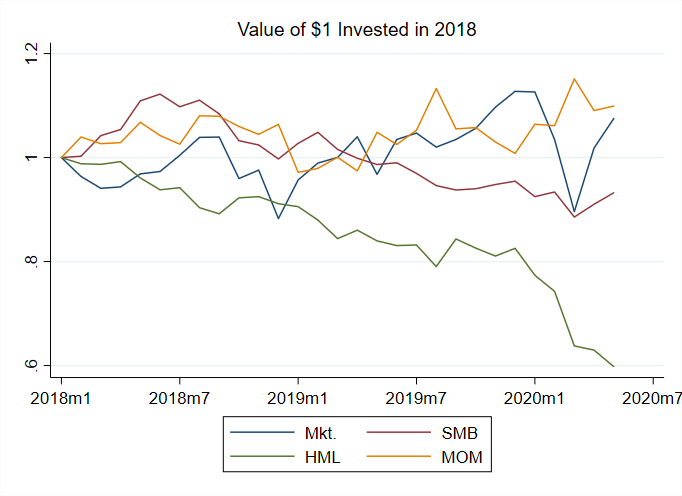 Value of $1 Invested in 2018
1.2
1
.8
.6
2018m1 2018m7 2019m1 2019m7 2020m1 2020m7
Mkt. SMB
HML MOM